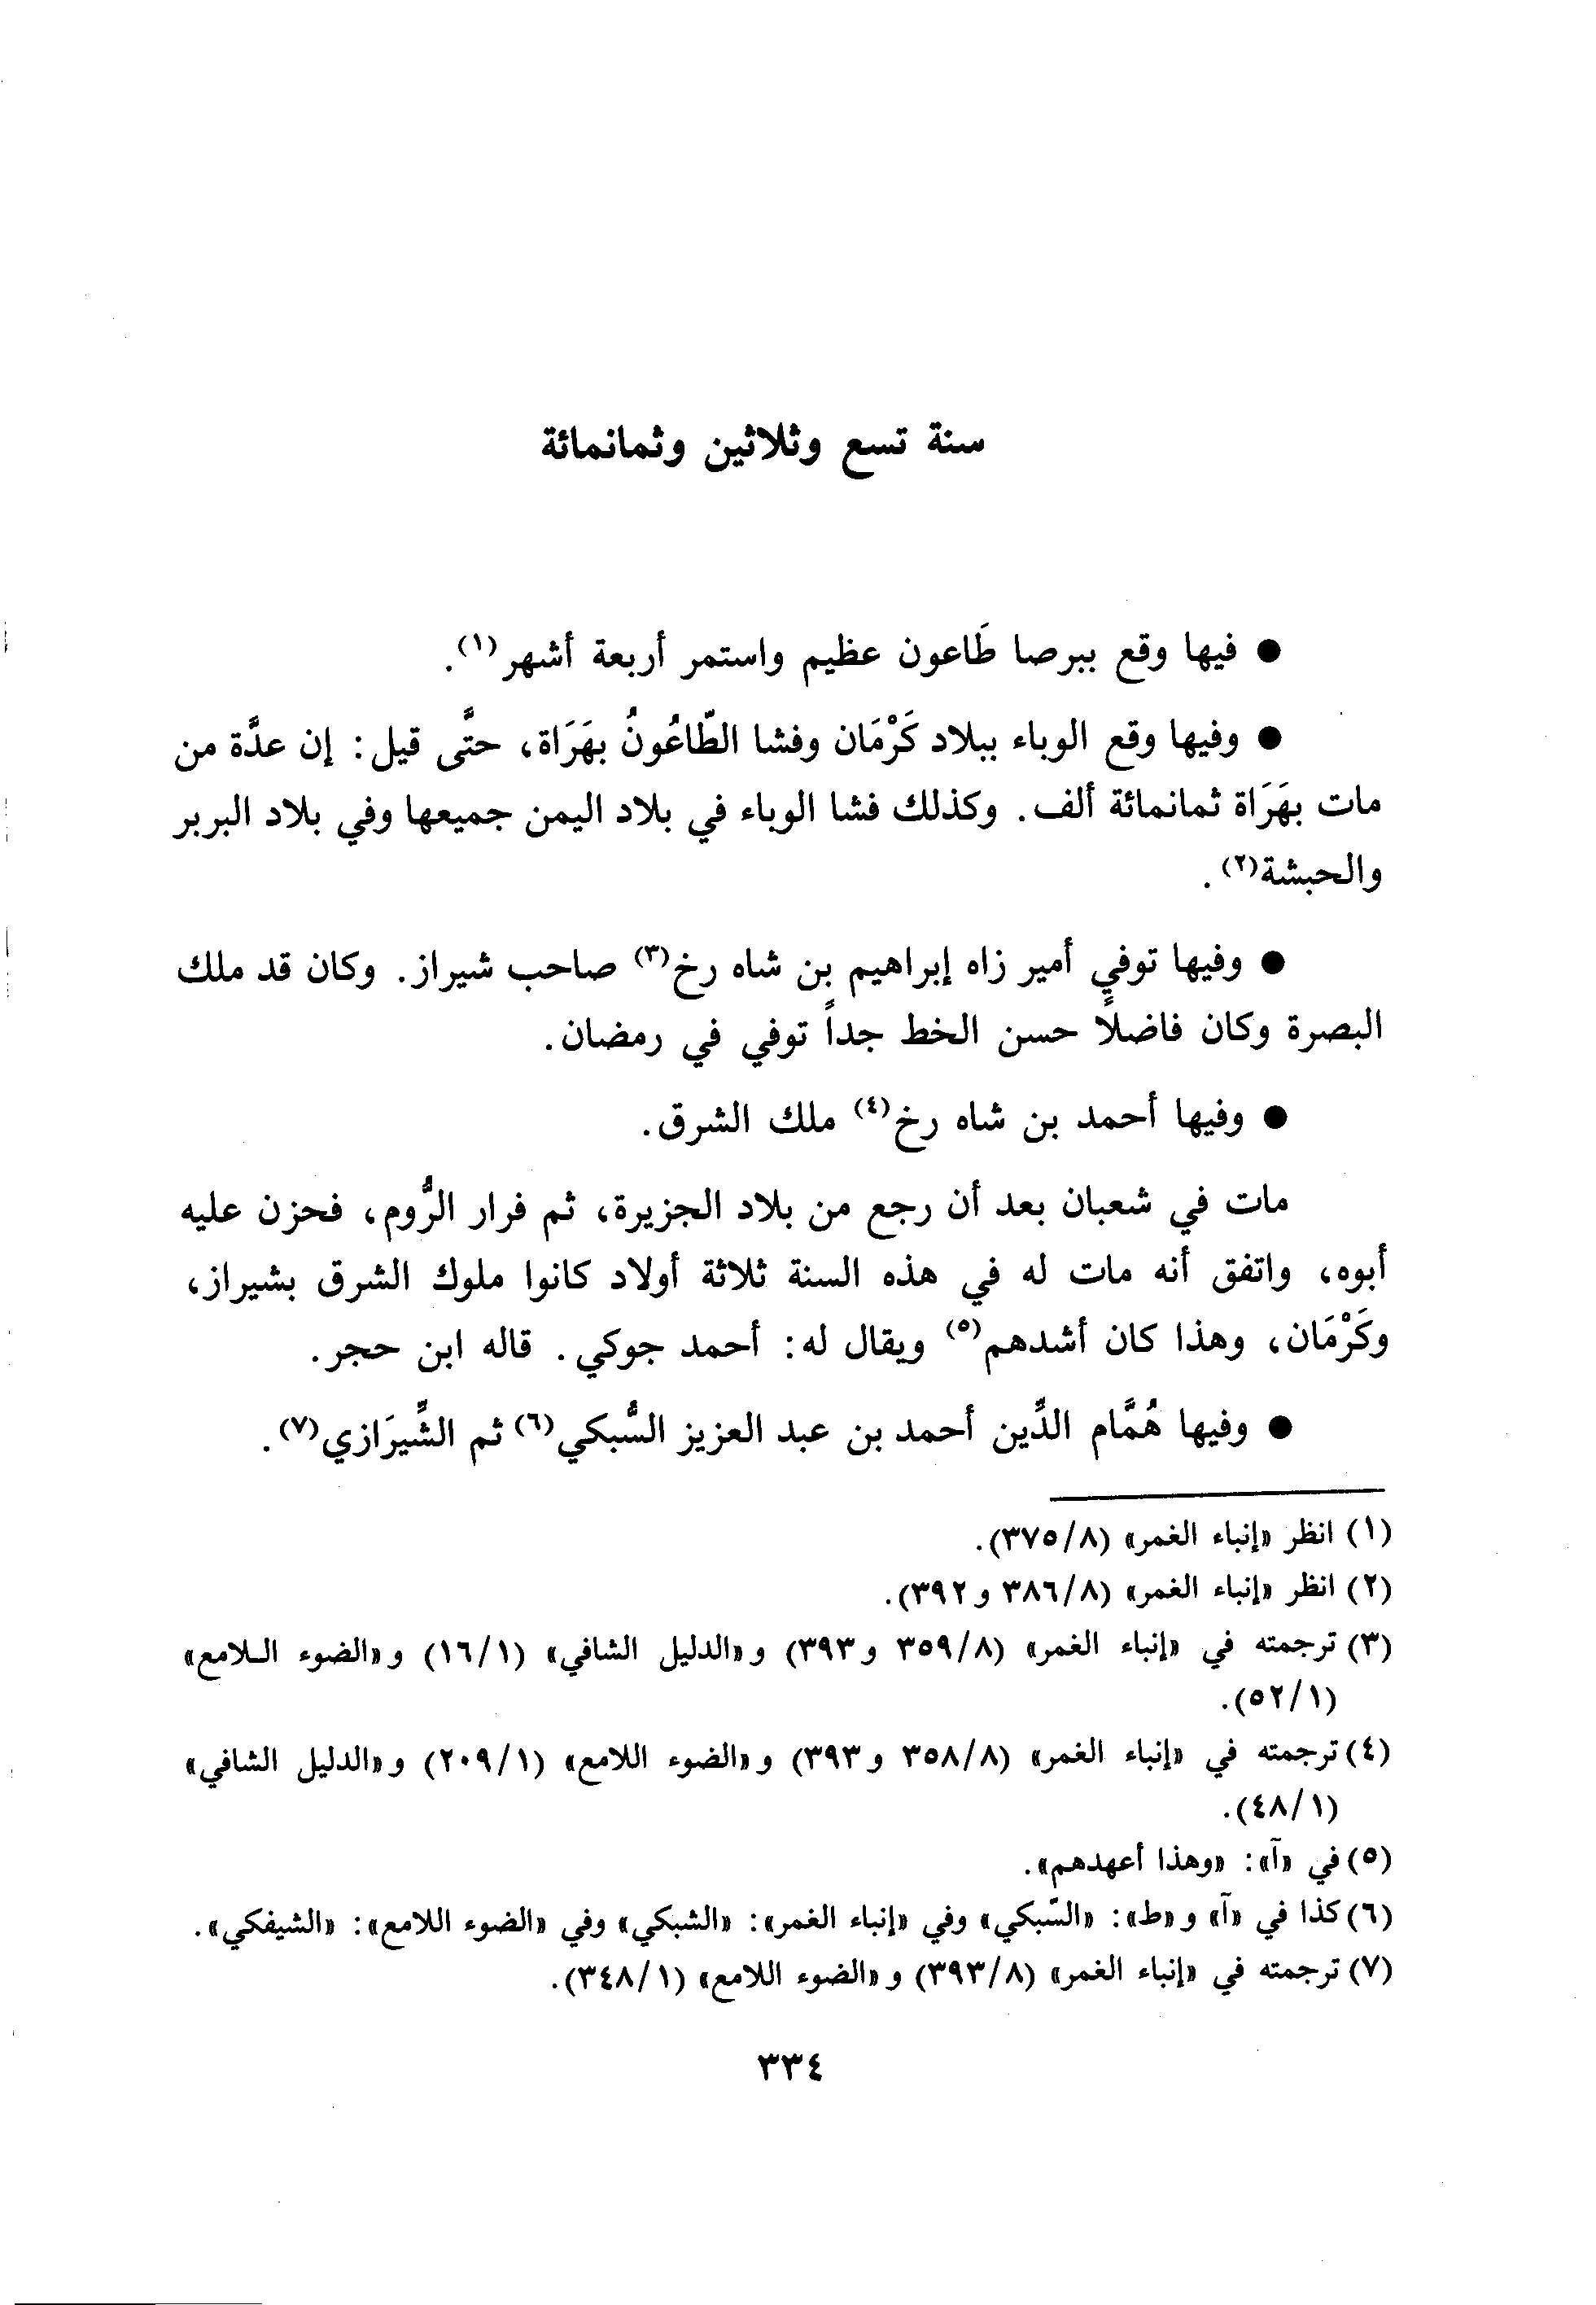 سنة تسع وثلاثين وثمانمائة
● فيها وقع ببرصا طَاعون عظيم واستمر أربعة أشهر(١).
● وفيها وقع الوباء ببلاد كَرْمَان وفشا الطَّاعُونُ بهَرَاة، حتَّى قيل: إن عدَّة من
مات بهَرَاة ثمانمائة ألف. وكذلك فشا الوباء في بلاد اليمن جميعها وفي بلاد البربر
والحبشة(٢).
● وفيها توفي أمير زاه إبراهيم بن شاه رخ(٣) صاحب شيراز. وكان قد ملك
البصرة وكان فاضلاً حسن الخط جداً توفي في رمضان.
● وفيها أحمد بن شاه رخ(٤) ملك الشرق.
مات في شعبان بعد أن رجع من بلاد الجزيرة، ثم فرار الرُّوم، فحزن عليه
أبوه، واتفق أنه مات له في هذه السنة ثلاثة أولاد كانوا ملوك الشرق بشيراز،
وكَرْمَان، وهذا كان أشدهم(٥) ويقال له: أحمد جوكي. قاله ابن حجر.
● وفيها هُمَّام الدِّين أحمد بن عبد العزيز السُّبكي(٦) ثم الشِّيرَازي(٧).
(١) انظر «إنباء الغمر» (٣٧٥/٨).
(٢) انظر «إنباء الغمر» (٣٨٦/٨ و٣٩٢).
(٣) ترجمته في «إنباء الغمر» (٣٥٩/٨ و٣٩٣) و«الدليل الشافي» (١٦/١) و«الضوء الـلامع»
(٥٢/١).
(٤) ترجمته في «إنباء الغمر» (٣٥٨/٨ و٣٩٣) و«الضوء اللامع» (٢٠٩/١) و«الدليل الشافي»
(٤٨/١).
(٥) في «آ»: «وهذا أعهدهم».
(٦) كذا في «آ» و«ط»: «السّبكي» وفي «إنباء الغمر»: «الشبكي» وفي «الضوء اللامع»: «الشيفكي».
(٧) ترجمته في «إنباء الغمر» (٣٩٣/٨) و«الضوء اللامع» (٣٤٨/١).
٣٣٤